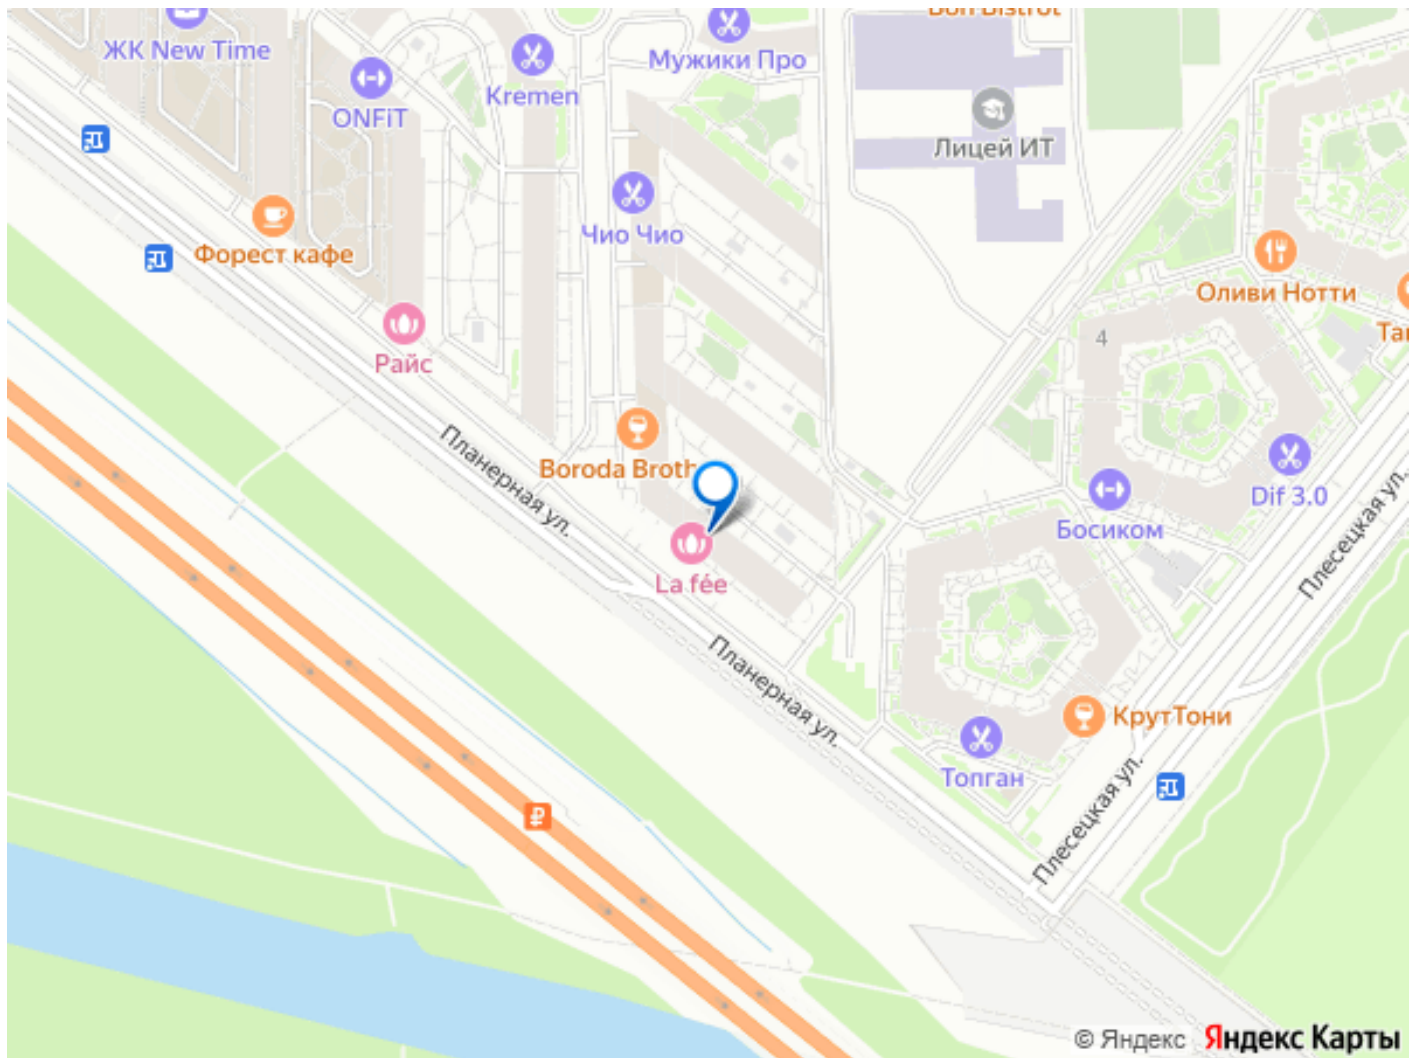 Bon Bistrot
ЖК New Time
Мужики Про
Kremen
ONFiT
Лицей ИТ
Чио Чио
Форест кафе
Оливи Нотти
4
Райс
Планерная ул.
Boroda Broth
Dif 3.0
Босиком
Плесецкая ул.
La fée
Планерная ул.
КрутТони
Топган
Плесецкая ул.
© Яндекс Яндекс Карты